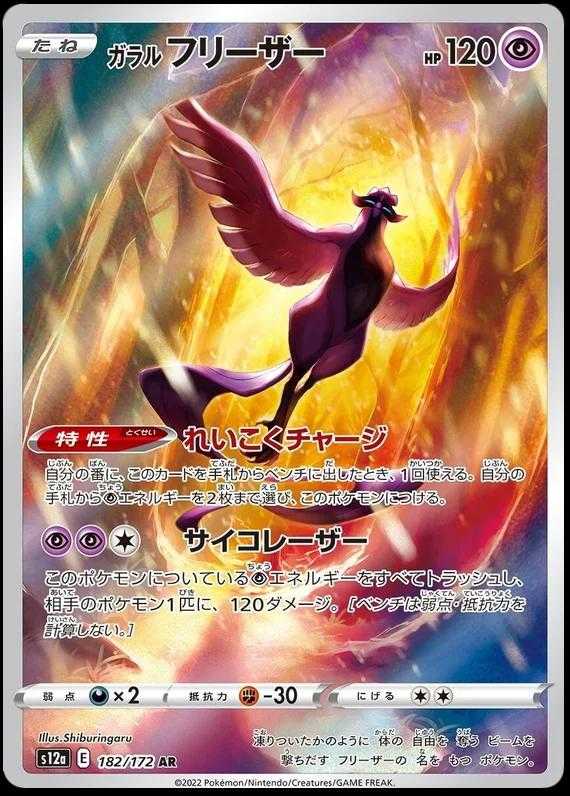 たね ガラル フリーザー HP 120
特性 とくせい れいこくチャージ
自分の番に、このカードを手札からベンチに出したとき、1回使える。自分の
手札から超エネルギーを2枚まで選び、このポケモンにつける。
サイコレーザー
このポケモンについている超エネルギーをすべてトラッシュし、
相手のポケモン1匹に、120ダメージ。[ベンチは弱点・抵抗力を
計算しない。]
弱点 ×2 抵抗力 -30 にげる
Illus.Shiburingaru
s12a E 182/172 AR
凍りついたかのように 体の 自由を 奪う ビームを
撃ちだす フリーザーの 名を もつ ポケモン。
©2022 Pokémon/Nintendo/Creatures/GAME FREAK.